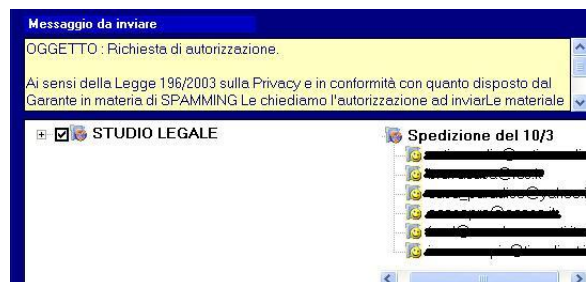 Messaggio da inviare
OGGETTO : Richiesta di autorizzazione.
Ai sensi della Legge 196/2003 sulla Privacy e in conformità con quanto disposto dal
Garante in materia di SPAMMING Le chiediamo l'autorizzazione ad inviarLe materiale
STUDIO LEGALE
Spedizione del 10/3